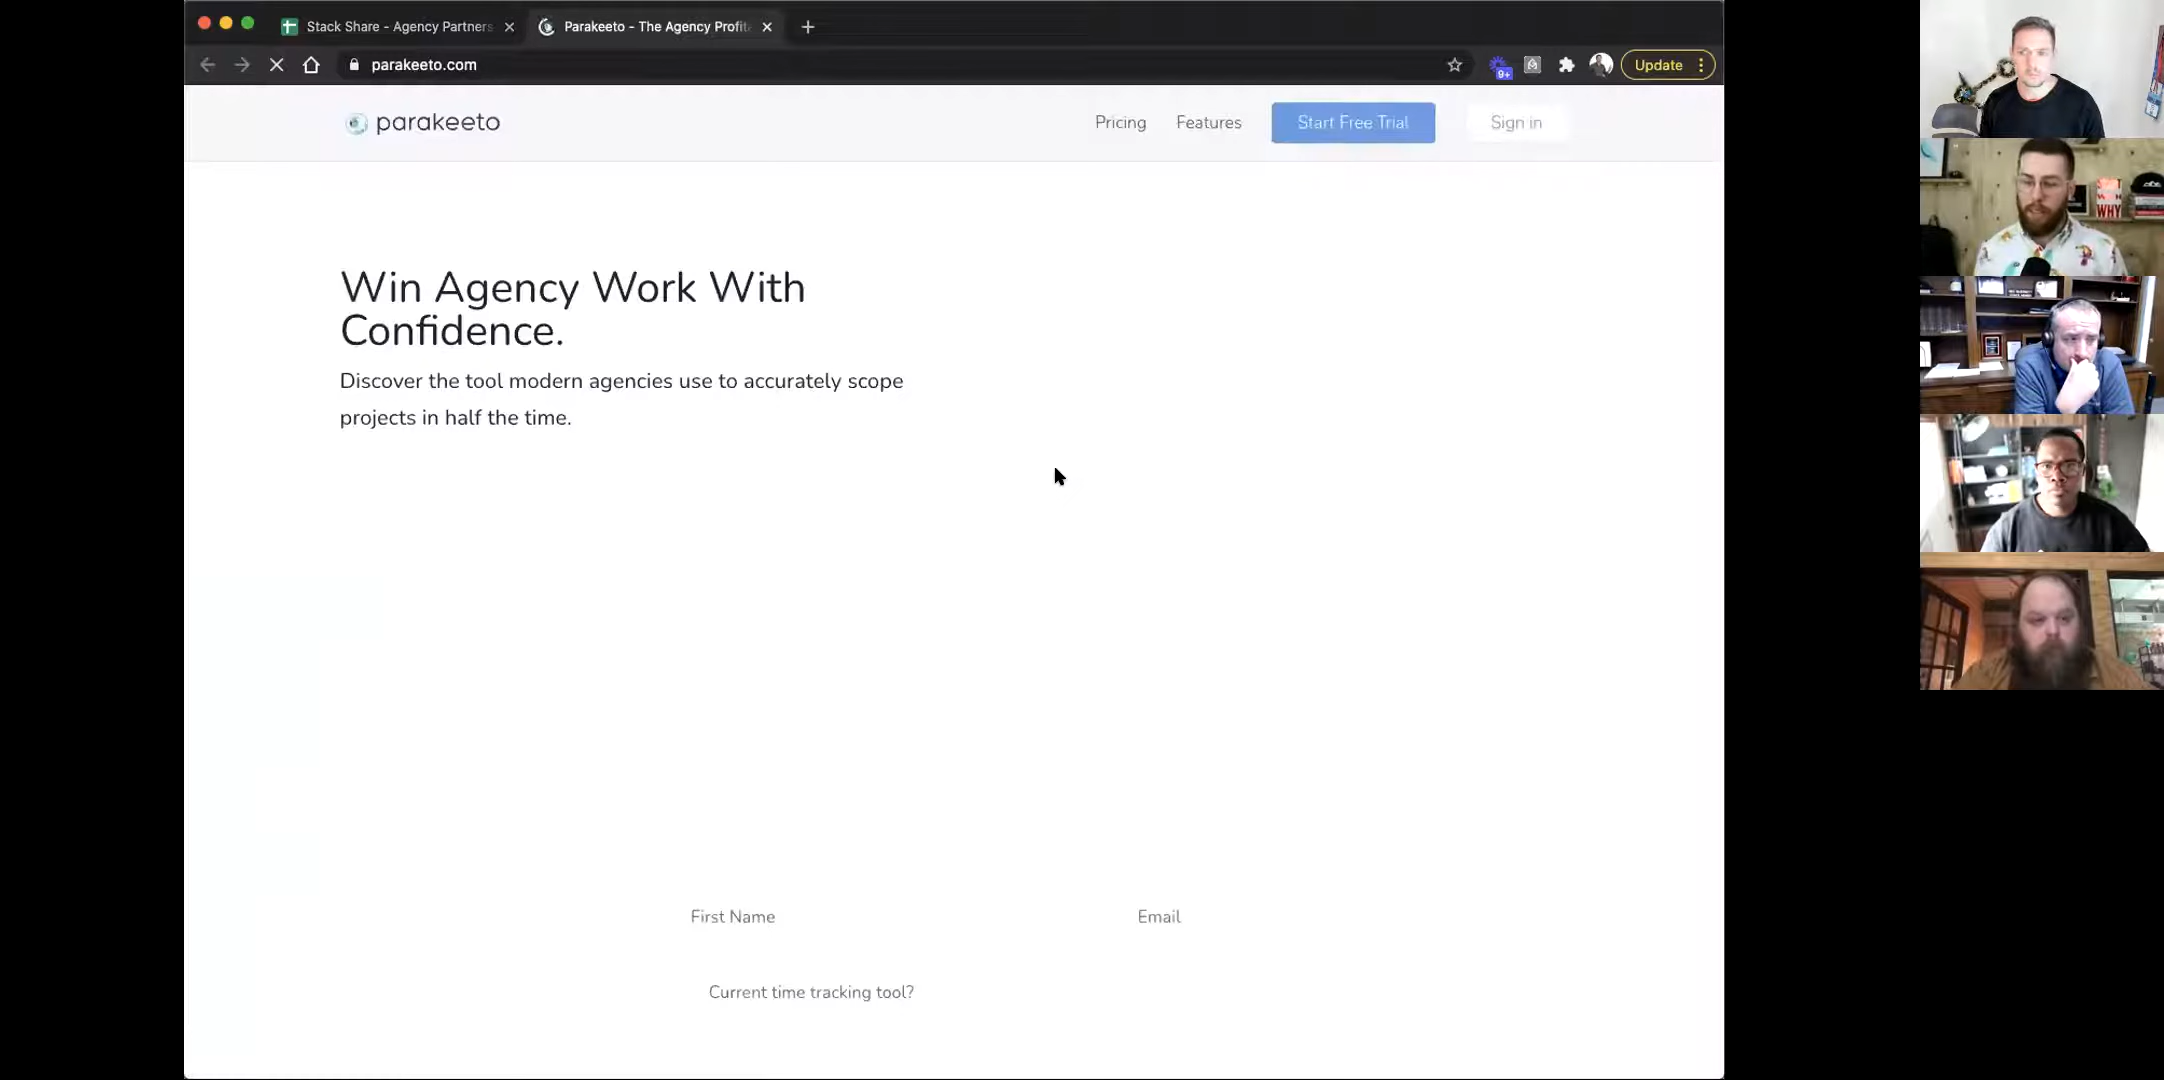 Stack Share - Agency Partners
Parakeeto - The Agency Profit
parakeeto.com
9+
Update
parakeeto
Pricing
Features
Start Free Trial
Sign in
Win Agency Work With
Confidence.
Discover the tool modern agencies use to accurately scope
projects in half the time.
First Name
Email
Current time tracking tool?
WHY